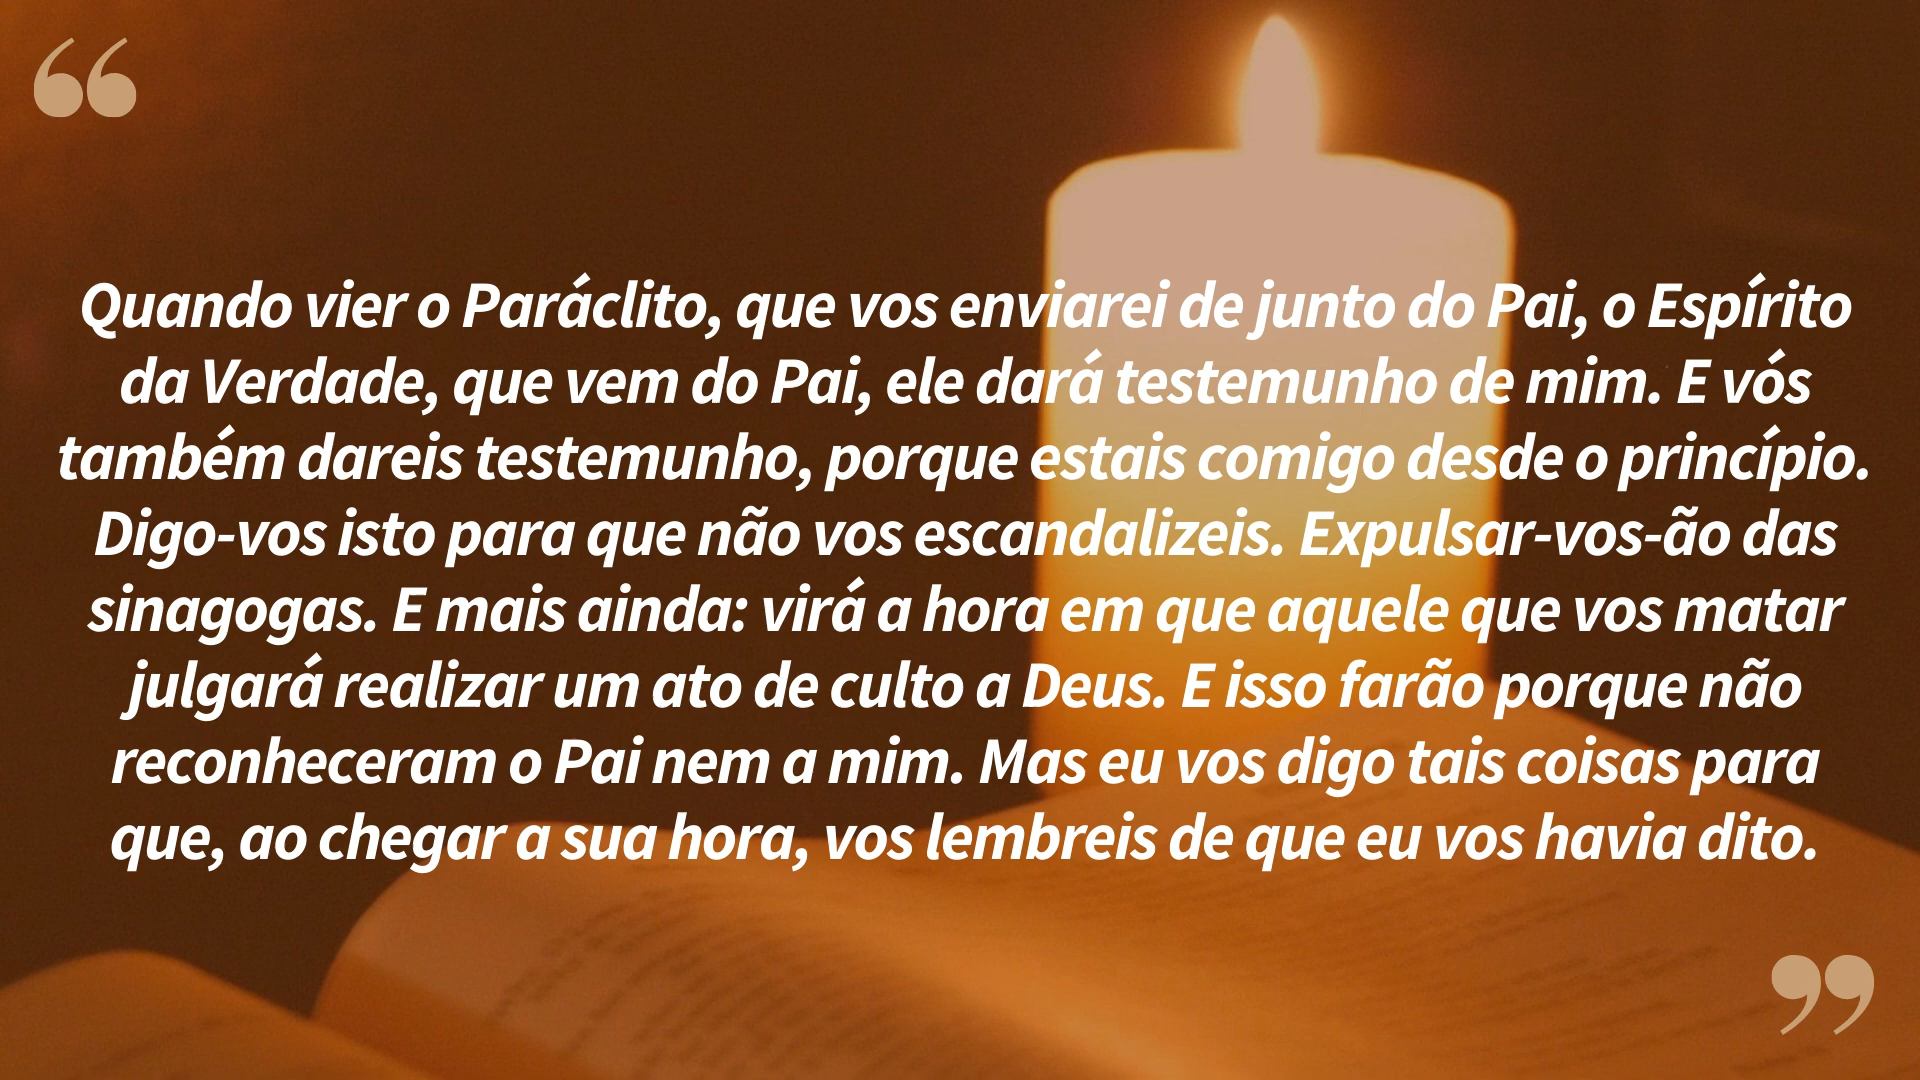 “
Quando vier o Paráclito, que vos enviarei de junto do Pai, o Espírito
da Verdade, que vem do Pai, ele dará testemunho de mim. E vós
também dareis testemunho, porque estais comigo desde o princípio.
Digo-vos isto para que não vos escandalizeis. Expulsar-vos-ão das
sinagogas. E mais ainda: virá a hora em que aquele que vos matar
julgará realizar um ato de culto a Deus. E isso farão porque não
reconheceram o Pai nem a mim. Mas eu vos digo tais coisas para
que, ao chegar a sua hora, vos lembreis de que eu vos havia dito.
”